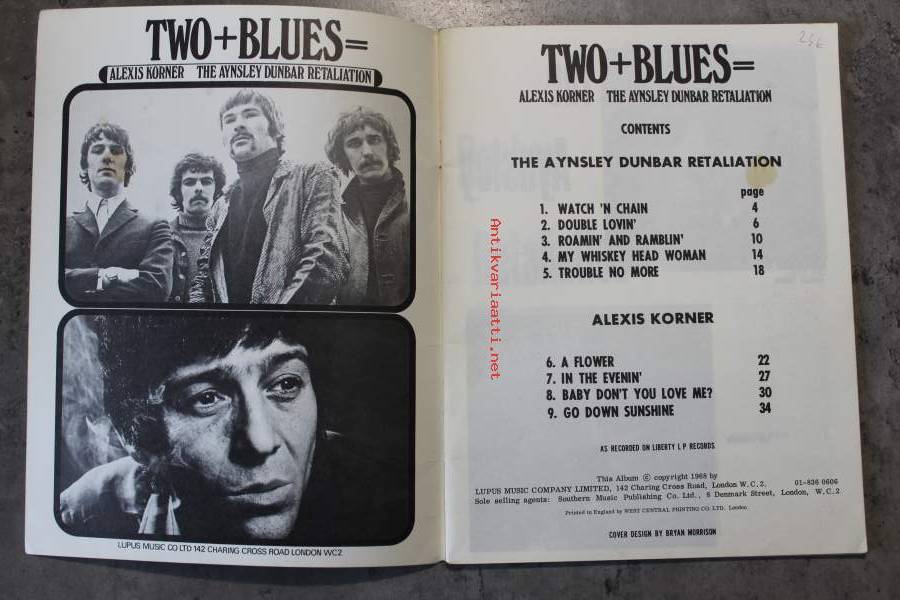 TWO+BLUES=
ALEXIS KORNER THE AYNSLEY DUNBAR RETALIATION
LUPUS MUSIC CO LTD 142 CHARING CROSS ROAD LONDON WC2
25€
TWO+BLUES=
ALEXIS KORNER THE AYNSLEY DUNBAR RETALIATION
CONTENTS
THE AYNSLEY DUNBAR RETALIATION
page
1. WATCH 'N CHAIN 4
2. DOUBLE LOVIN' 6
3. ROAMIN' AND RAMBLIN' 10
4. MY WHISKEY HEAD WOMAN 14
5. TROUBLE NO MORE 18
ALEXIS KORNER
6. A FLOWER 22
7. IN THE EVENIN' 27
8. BABY DON'T YOU LOVE ME? 30
9. GO DOWN SUNSHINE 34
AS RECORDED ON LIBERTY L P RECORDS
This Album © copyright 1968 by
LUPUS MUSIC COMPANY LIMITED, 142 Charing Cross Road, London W.C.2. 01-836 0606
Sole selling agents: Southern Music Publishing Co. Ltd., 8 Denmark Street, London, W.C.2
Printed in England by WEST CENTRAL PRINTING CO. LTD. London
COVER DESIGN BY BRYAN MORRISON
Antikvariaatti.net